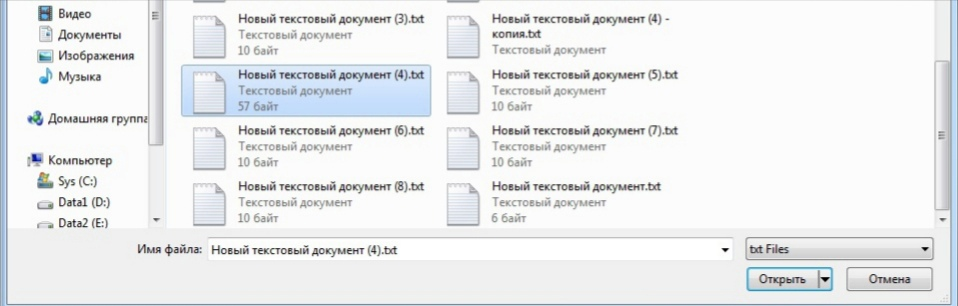 Видео
Документы
Изображения
Музыка
Домашняя группа
Компьютер
Sys (C:)
Data1 (D:)
Data2 (E:)
Новый текстовый документ (3).txt
Текстовый документ
10 байт
Новый текстовый документ (4) -
копия.txt
Текстовый документ
Новый текстовый документ (4).txt
Текстовый документ
57 байт
Новый текстовый документ (5).txt
Текстовый документ
10 байт
Новый текстовый документ (6).txt
Текстовый документ
10 байт
Новый текстовый документ (7).txt
Текстовый документ
10 байт
Новый текстовый документ (8).txt
Текстовый документ
10 байт
Новый текстовый документ.txt
Текстовый документ
6 байт
Имя файла: Новый текстовый документ (4).txt
txt Files
Открыть
Отмена